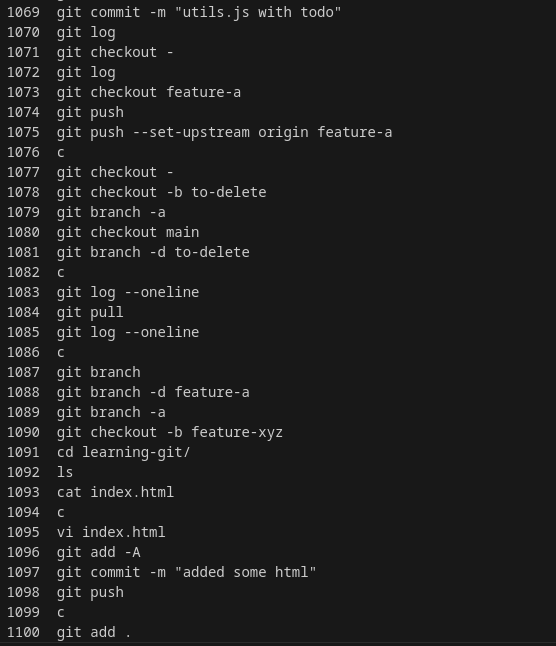 1069 git commit -m "utils.js with todo"
1070 git log
1071 git checkout -
1072 git log
1073 git checkout feature-a
1074 git push
1075 git push --set-upstream origin feature-a
1076 c
1077 git checkout -
1078 git checkout -b to-delete
1079 git branch -a
1080 git checkout main
1081 git branch -d to-delete
1082 c
1083 git log --oneline
1084 git pull
1085 git log --oneline
1086 c
1087 git branch
1088 git branch -d feature-a
1089 git branch -a
1090 git checkout -b feature-xyz
1091 cd learning-git/
1092 ls
1093 cat index.html
1094 c
1095 vi index.html
1096 git add -A
1097 git commit -m "added some html"
1098 git push
1099 c
1100 git add .